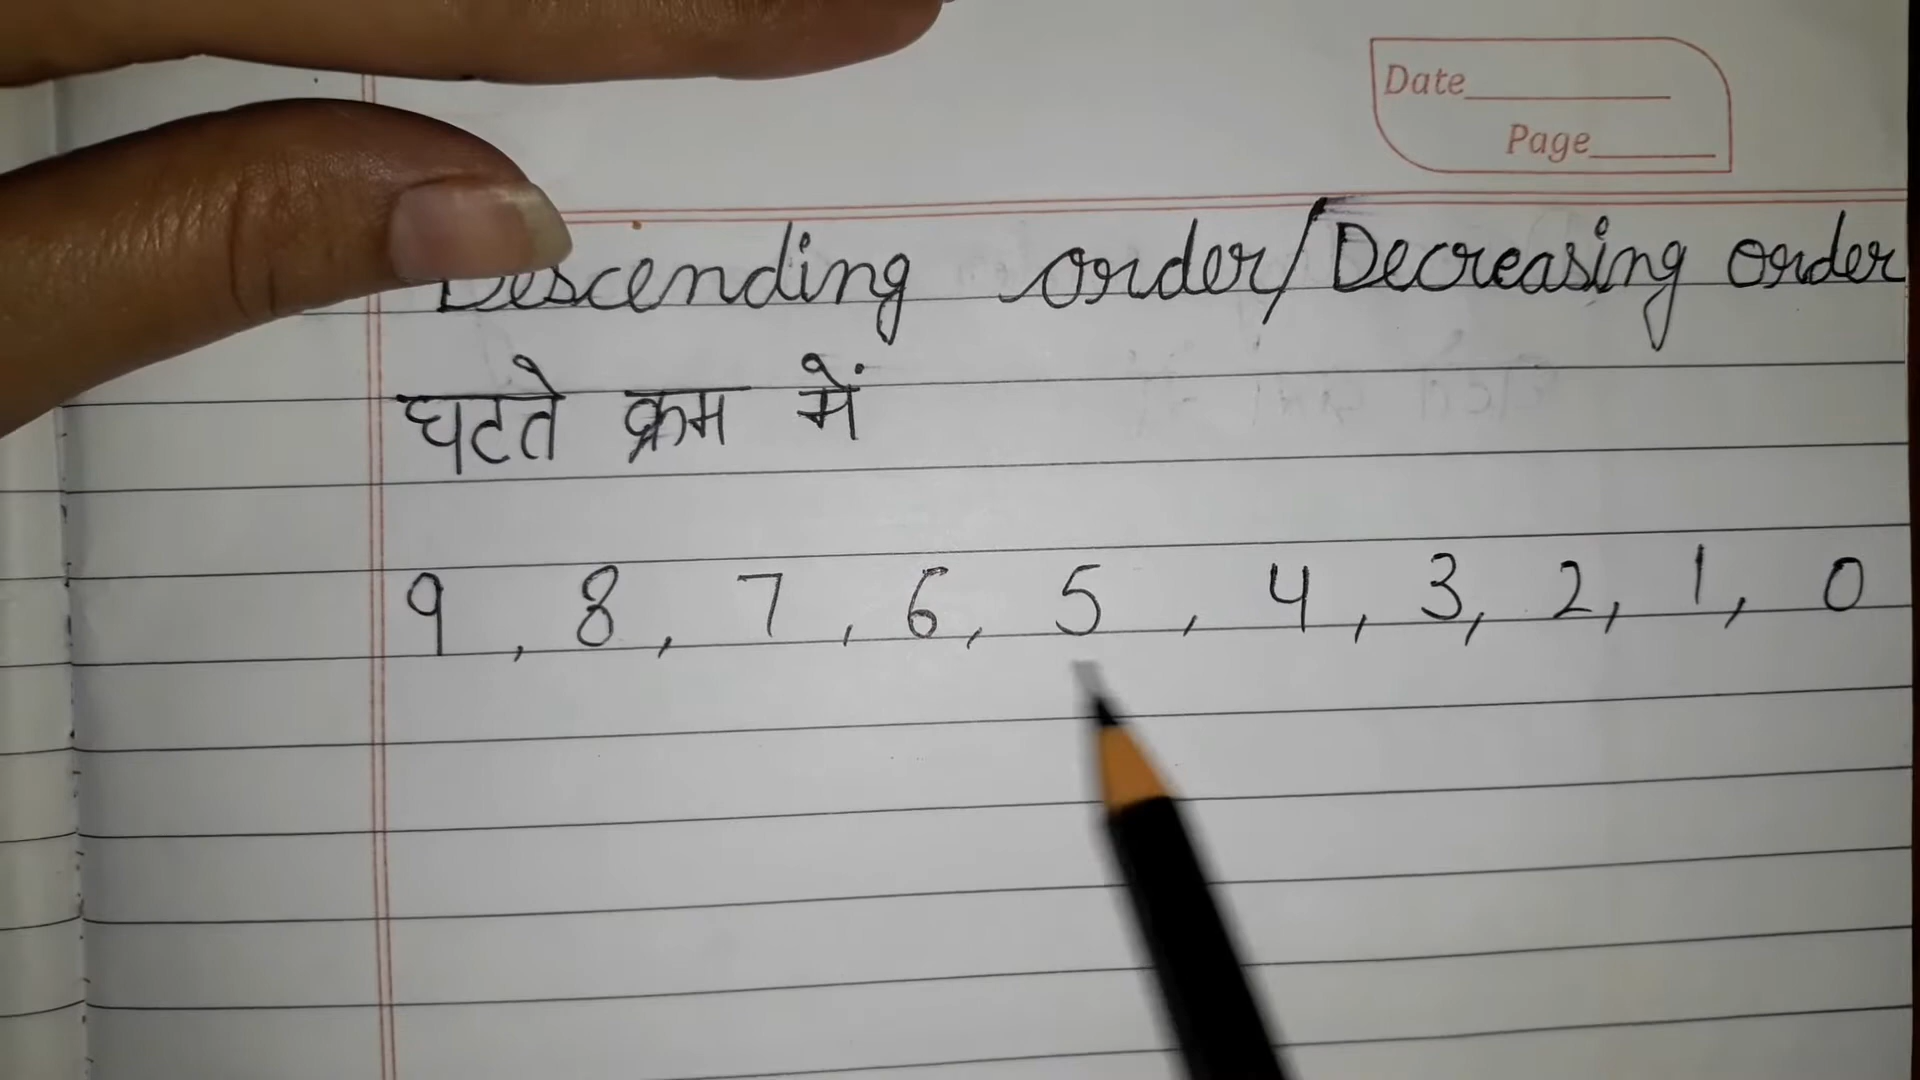 Date
Page
Descending order/Decreasing order
घटते क्रम में
9, 8, 7, 6, 5, 4, 3, 2, 1, 0